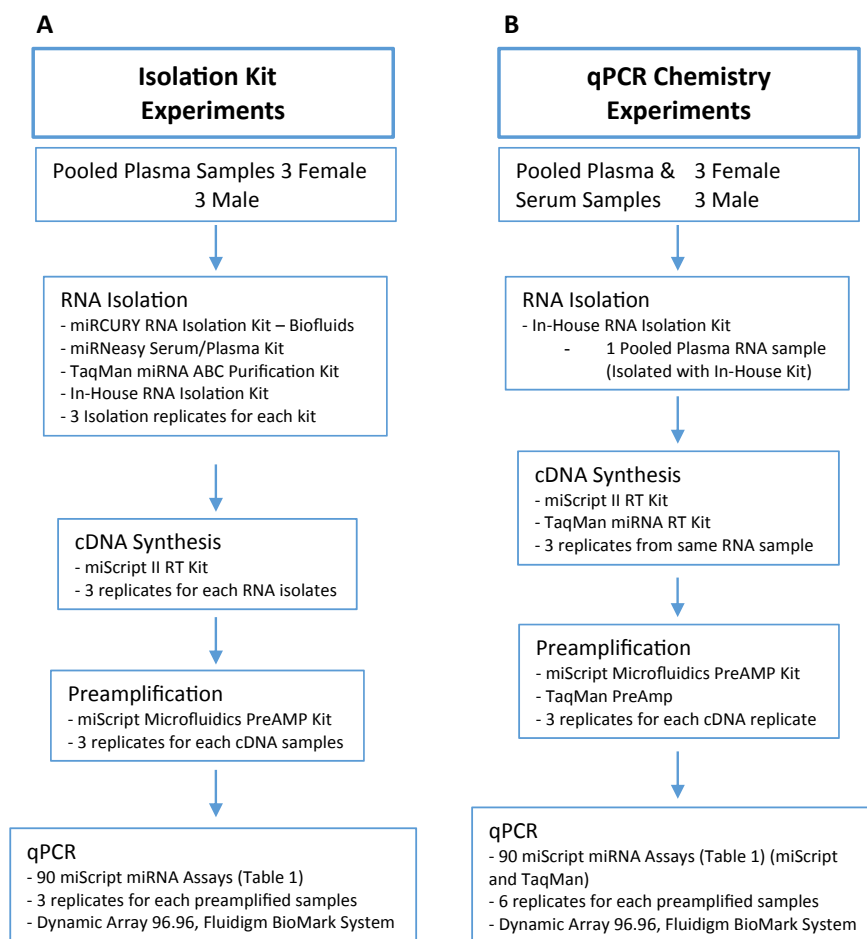 A
Isolation Kit
Experiments
Pooled Plasma Samples 3 Female
3 Male
RNA Isolation
- miRCURY RNA Isolation Kit – Biofluids
- miRNeasy Serum/Plasma Kit
- TaqMan miRNA ABC Purification Kit
- In-House RNA Isolation Kit
- 3 Isolation replicates for each kit
cDNA Synthesis
- miScript II RT Kit
- 3 replicates for each RNA isolates
Preamplification
- miScript Microfluidics PreAMP Kit
- 3 replicates for each cDNA samples
qPCR
- 90 miScript miRNA Assays (Table 1)
- 3 replicates for each preamplified samples
- Dynamic Array 96.96, Fluidigm BioMark System
B
qPCR Chemistry
Experiments
Pooled Plasma & 3 Female
Serum Samples 3 Male
RNA Isolation
- In-House RNA Isolation Kit
- 1 Pooled Plasma RNA sample
(Isolated with In-House Kit)
cDNA Synthesis
- miScript II RT Kit
- TaqMan miRNA RT Kit
- 3 replicates from same RNA sample
Preamplification
- miScript Microfluidics PreAMP Kit
- TaqMan PreAmp
- 3 replicates for each cDNA replicate
qPCR
- 90 miScript miRNA Assays (Table 1) (miScript
and TaqMan)
- 6 replicates for each preamplified samples
- Dynamic Array 96.96, Fluidigm BioMark System